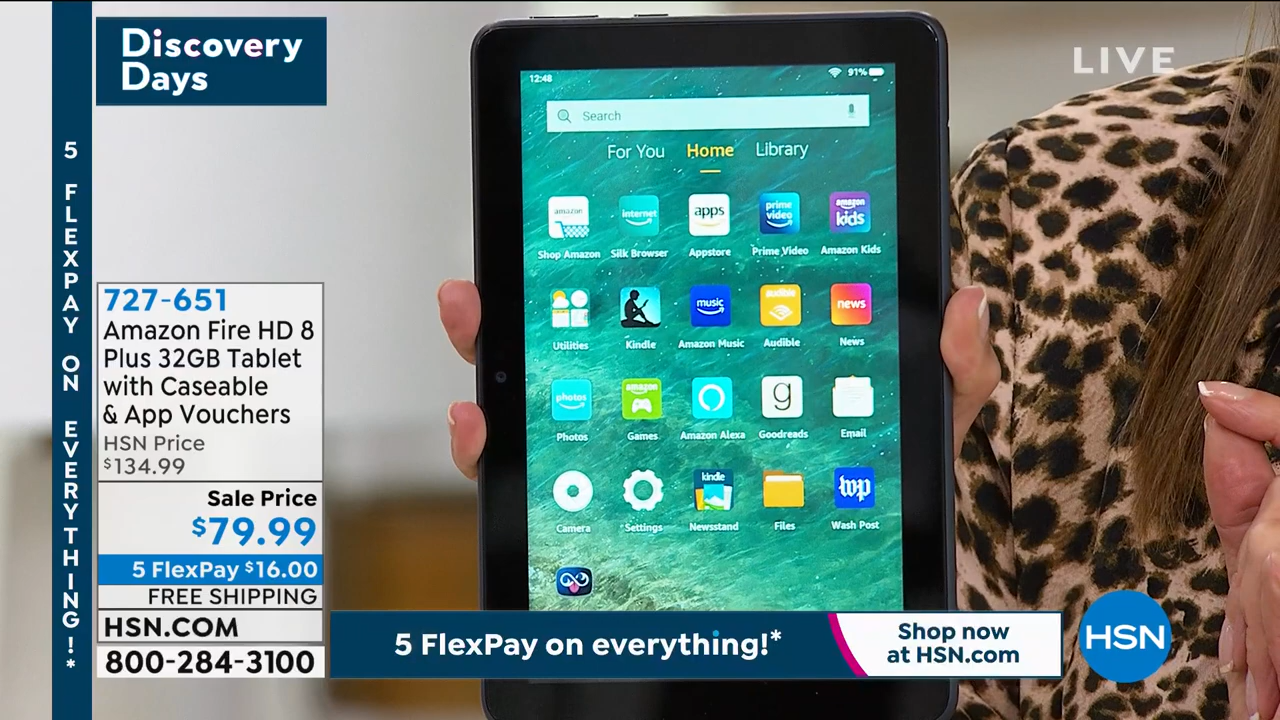 Discovery
Days
LIVE
5 FLEXPAY ON EVERYTHING!*
727-651
Amazon Fire HD 8
Plus 32GB Tablet
with Caseable
& App Vouchers
HSN Price
$134.99
Sale Price
$79.99
5 FlexPay $16.00
FREE SHIPPING
HSN.COM
800-284-3100
12:48
91%
Search
For You Home Library
amazon internet apps prime video amazon kids
Shop Amazon Silk Browser Appstore Prime Video Amazon Kids
music audible news
Utilities Kindle Amazon Music Audible News
photos amazon g
Photos Games Amazon Alexa Goodreads Email
kindle wp
Camera Settings Newsstand Files Wash Post
5 FlexPay on everything!*
Shop now
at HSN.com
HSN